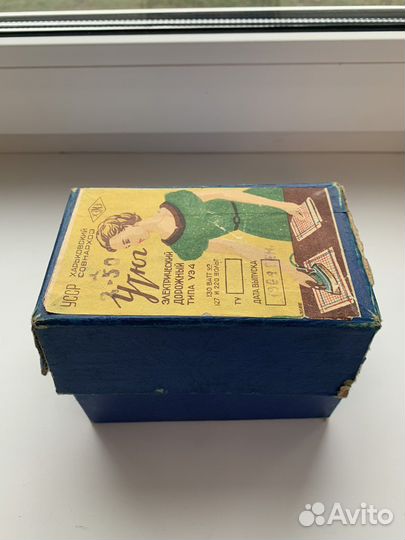 УССР
ХАРЬКОВСКИЙ
СОВНАРХОЗ
Утюг
ЭЛЕКТРИЧЕСКИЙ
ДОРОЖНЫЙ
ТИПА УЭ4
127 И 220 ВОЛЬТ
ТУ
ДАТА ВЫПУСКА
Avito